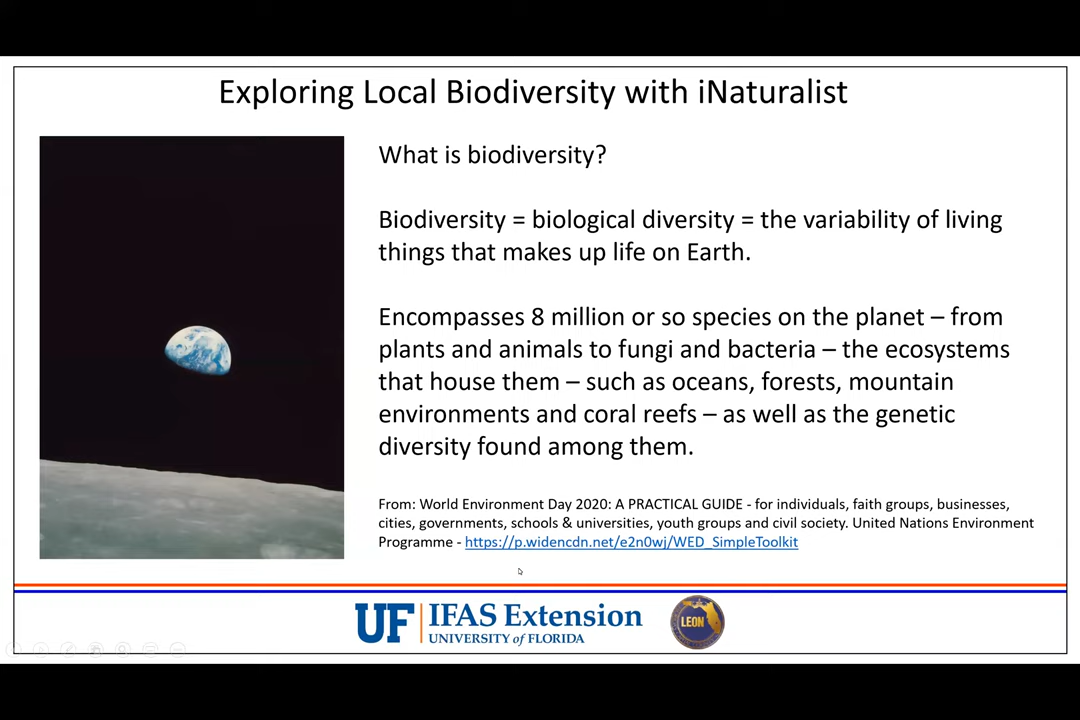 Exploring Local Biodiversity with iNaturalist
What is biodiversity?
Biodiversity = biological diversity = the variability of living
things that makes up life on Earth.
Encompasses 8 million or so species on the planet – from
plants and animals to fungi and bacteria – the ecosystems
that house them – such as oceans, forests, mountain
environments and coral reefs – as well as the genetic
diversity found among them.
From: World Environment Day 2020: A PRACTICAL GUIDE - for individuals, faith groups, businesses,
cities, governments, schools & universities, youth groups and civil society. United Nations Environment
Programme - https://p.widencdn.net/e2n0wj/WED_SimpleToolkit
UF IFAS Extension
UNIVERSITY of FLORIDA
LEON